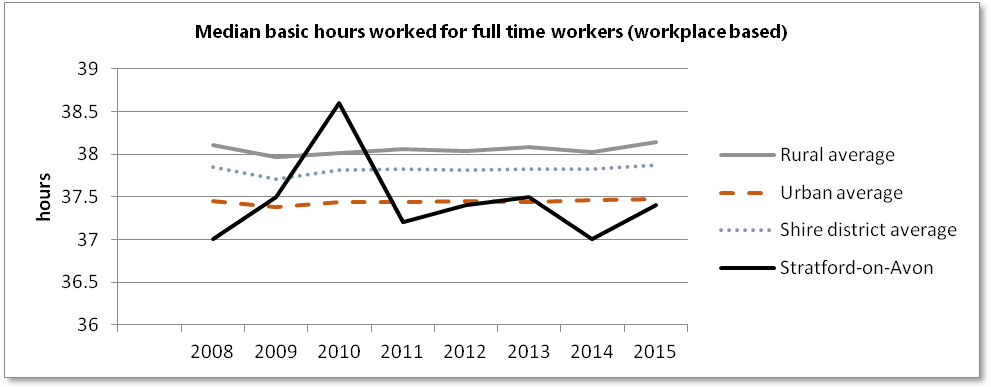 Median basic hours worked for full time workers (workplace based)
39
38.5
38
37.5
37
36.5
36
hours
2008 2009 2010 2011 2012 2013 2014 2015
Rural average
Urban average
Shire district average
Stratford-on-Avon